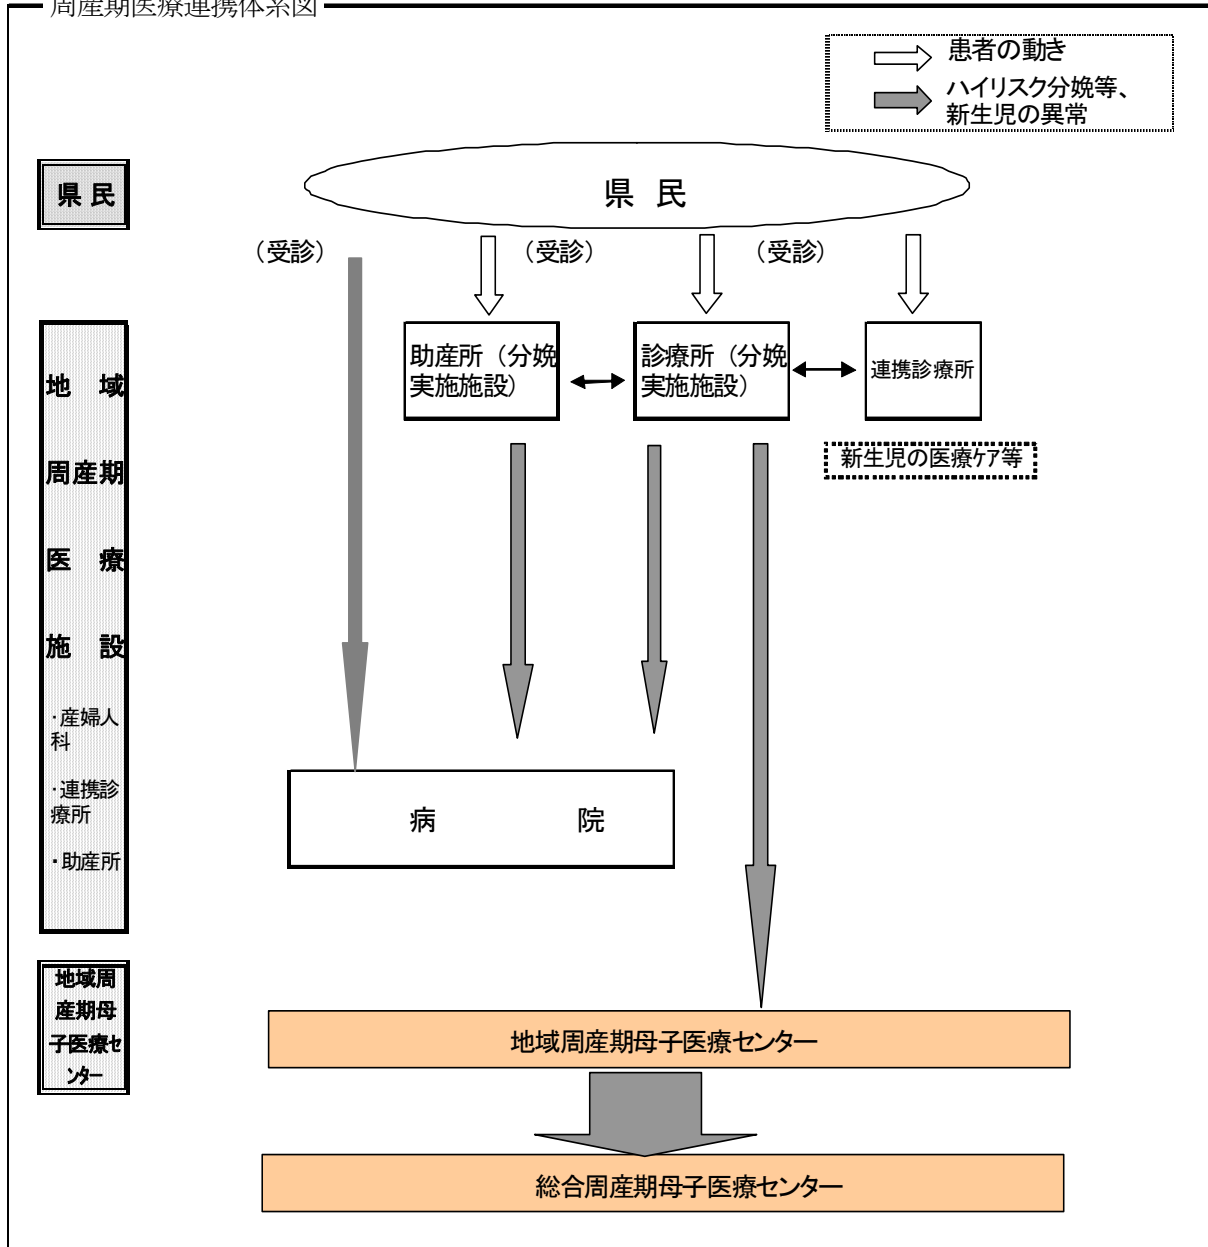 周産期医療連携体系図
患者の動き
ハイリスク分娩等、
新生児の異常
県 民
県 民
（受診）
（受診）
（受診）
助産所（分娩
実施施設）
診療所（分娩
実施施設）
連携診療所
新生児の医療ケア等
地 域
周産期
医 療
施 設
・産婦人
科
・連携診
療所
・助産所
病 院
地域周
産期母
子医療セ
ンター
地域周産期母子医療センター
総合周産期母子医療センター